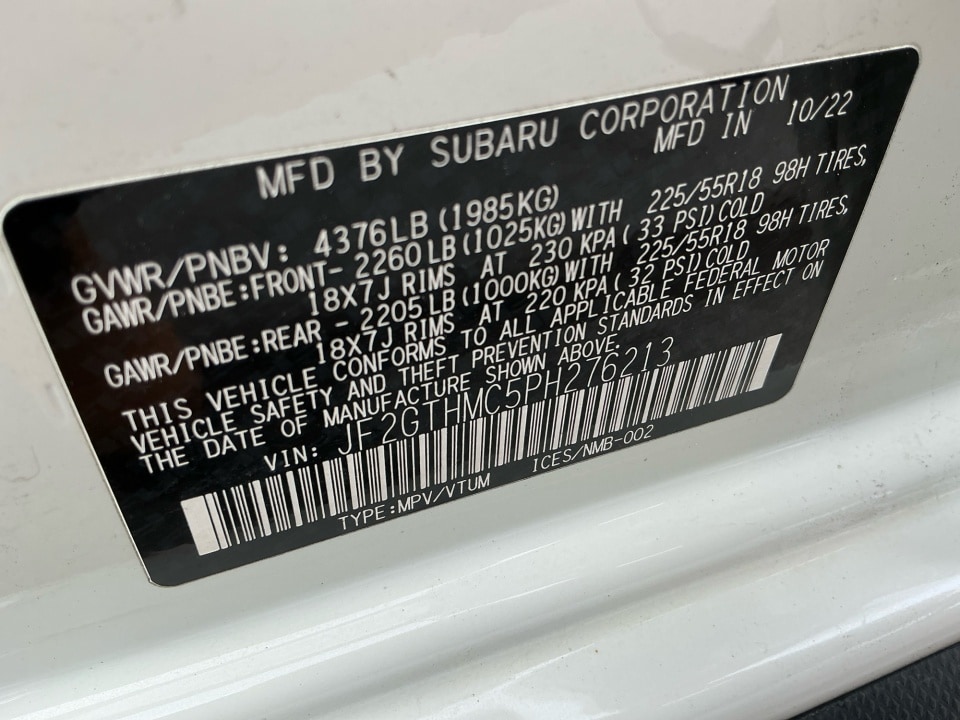 MFD BY SUBARU CORPORATION
MFD IN 10/22
GVWR/PNBV: 4376LB (1985KG)
GAWR/PNBE:FRONT- 2260LB (1025KG) WITH 225/55R18 98H TIRES,
18X7J RIMS AT 230 KPA ( 33 PSI) COLD
GAWR/PNBE:REAR - 2205LB (1000KG) WITH 225/55R18 98H TIRES,
18X7J RIMS AT 220 KPA ( 32 PSI) COLD
THIS VEHICLE CONFORMS TO ALL APPLICABLE FEDERAL MOTOR
VEHICLE SAFETY AND THEFT PREVENTION STANDARDS IN EFFECT ON
THE DATE OF MANUFACTURE SHOWN ABOVE.
VIN: JF2GTHMC5PH276213
TYPE:MPV/VTUM ICES/NMB-002